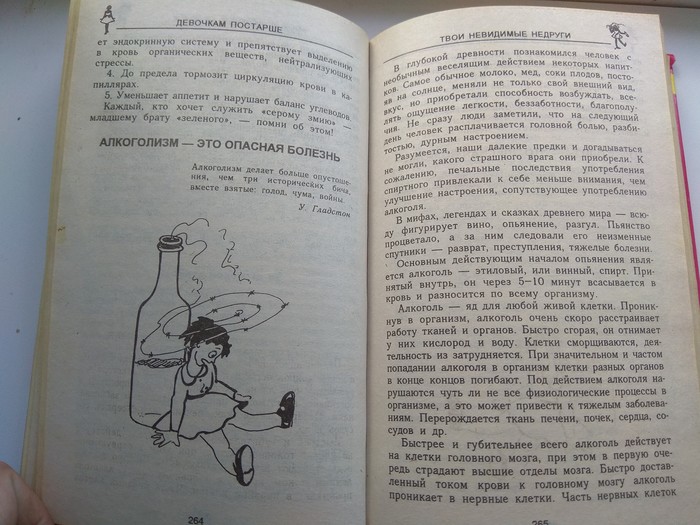 ДЕВОЧКАМ ПОСТАРШЕ
ет эндокринную систему и препятствует выделению
в кровь органических веществ, нейтрализующих
стрессы.
4. До предела тормозит циркуляцию крови в ка-
пиллярах.
5. Уменьшает аппетит и нарушает баланс углеводов.
Каждый, кто хочет служить «серому змию» —
младшему брату «зеленого», — помни об этом!
АЛКОГОЛИЗМ — ЭТО ОПАСНАЯ БОЛЕЗНЬ
Алкоголизм делает больше опустоше-
ния, чем три исторических бича,
вместе взятые: голод, чума, войны.
У. Гладстон
264
ТВОИ НЕВИДИМЫЕ НЕДРУГИ
В глубокой древности познакомился человек с
необычным веселящим действием некоторых напит-
ков. Самое обычное молоко, мед, соки плодов, посто-
яв на солнце, меняли не только свой внешний вид,
вкус, но приобретали способность возбуждать, все-
лять ощущение легкости, беззаботности, благополу-
чия. Не сразу люди заметили, что на следующий
день человек расплачивается головной болью, разби-
тостью, дурным настроением.
Разумеется, наши далекие предки и догадываться
не могли, какого страшного врага они приобрели. К
сожалению, печальные последствия употребления
спиртного привлекали к себе меньше внимания, чем
улучшение настроения, сопутствующее употреблению
алкоголя.
В мифах, легендах и сказках древнего мира — всю-
ду фигурирует вино, опьянение, разгул. Пьянство
процветало, а за ним следовали его неизменные
спутники — разврат, преступления, тяжелые болезни.
Основным действующим началом опьянения явля-
ется алкоголь — этиловый, или винный, спирт. При-
нятый внутрь, он через 5–10 минут всасывается в
кровь и разносится по всему организму.
Алкоголь — яд для любой живой клетки. Проник-
нув в организм, алкоголь очень скоро расстраивает
работу тканей и органов. Быстро сгорая, он отнимает
у них кислород и воду. Клетки сморщиваются, дея-
тельность их затрудняется. При значительном и частом
попадании алкоголя в организм клетки разных органов
в конце концов погибают. Под действием алкоголя на-
рушаются чуть ли не все физиологические процессы в
организме, а это может привести к тяжелым заболева-
ниям. Перерождается ткань печени, почек, сердца, со-
судов и др.
Быстрее и губительнее всего алкоголь действует
на клетки головного мозга, при этом в первую оче-
редь страдают высшие отделы мозга. Быстро достав-
ленный током крови к головному мозгу алкоголь
проникает в нервные клетки. Часть нервных клеток
265